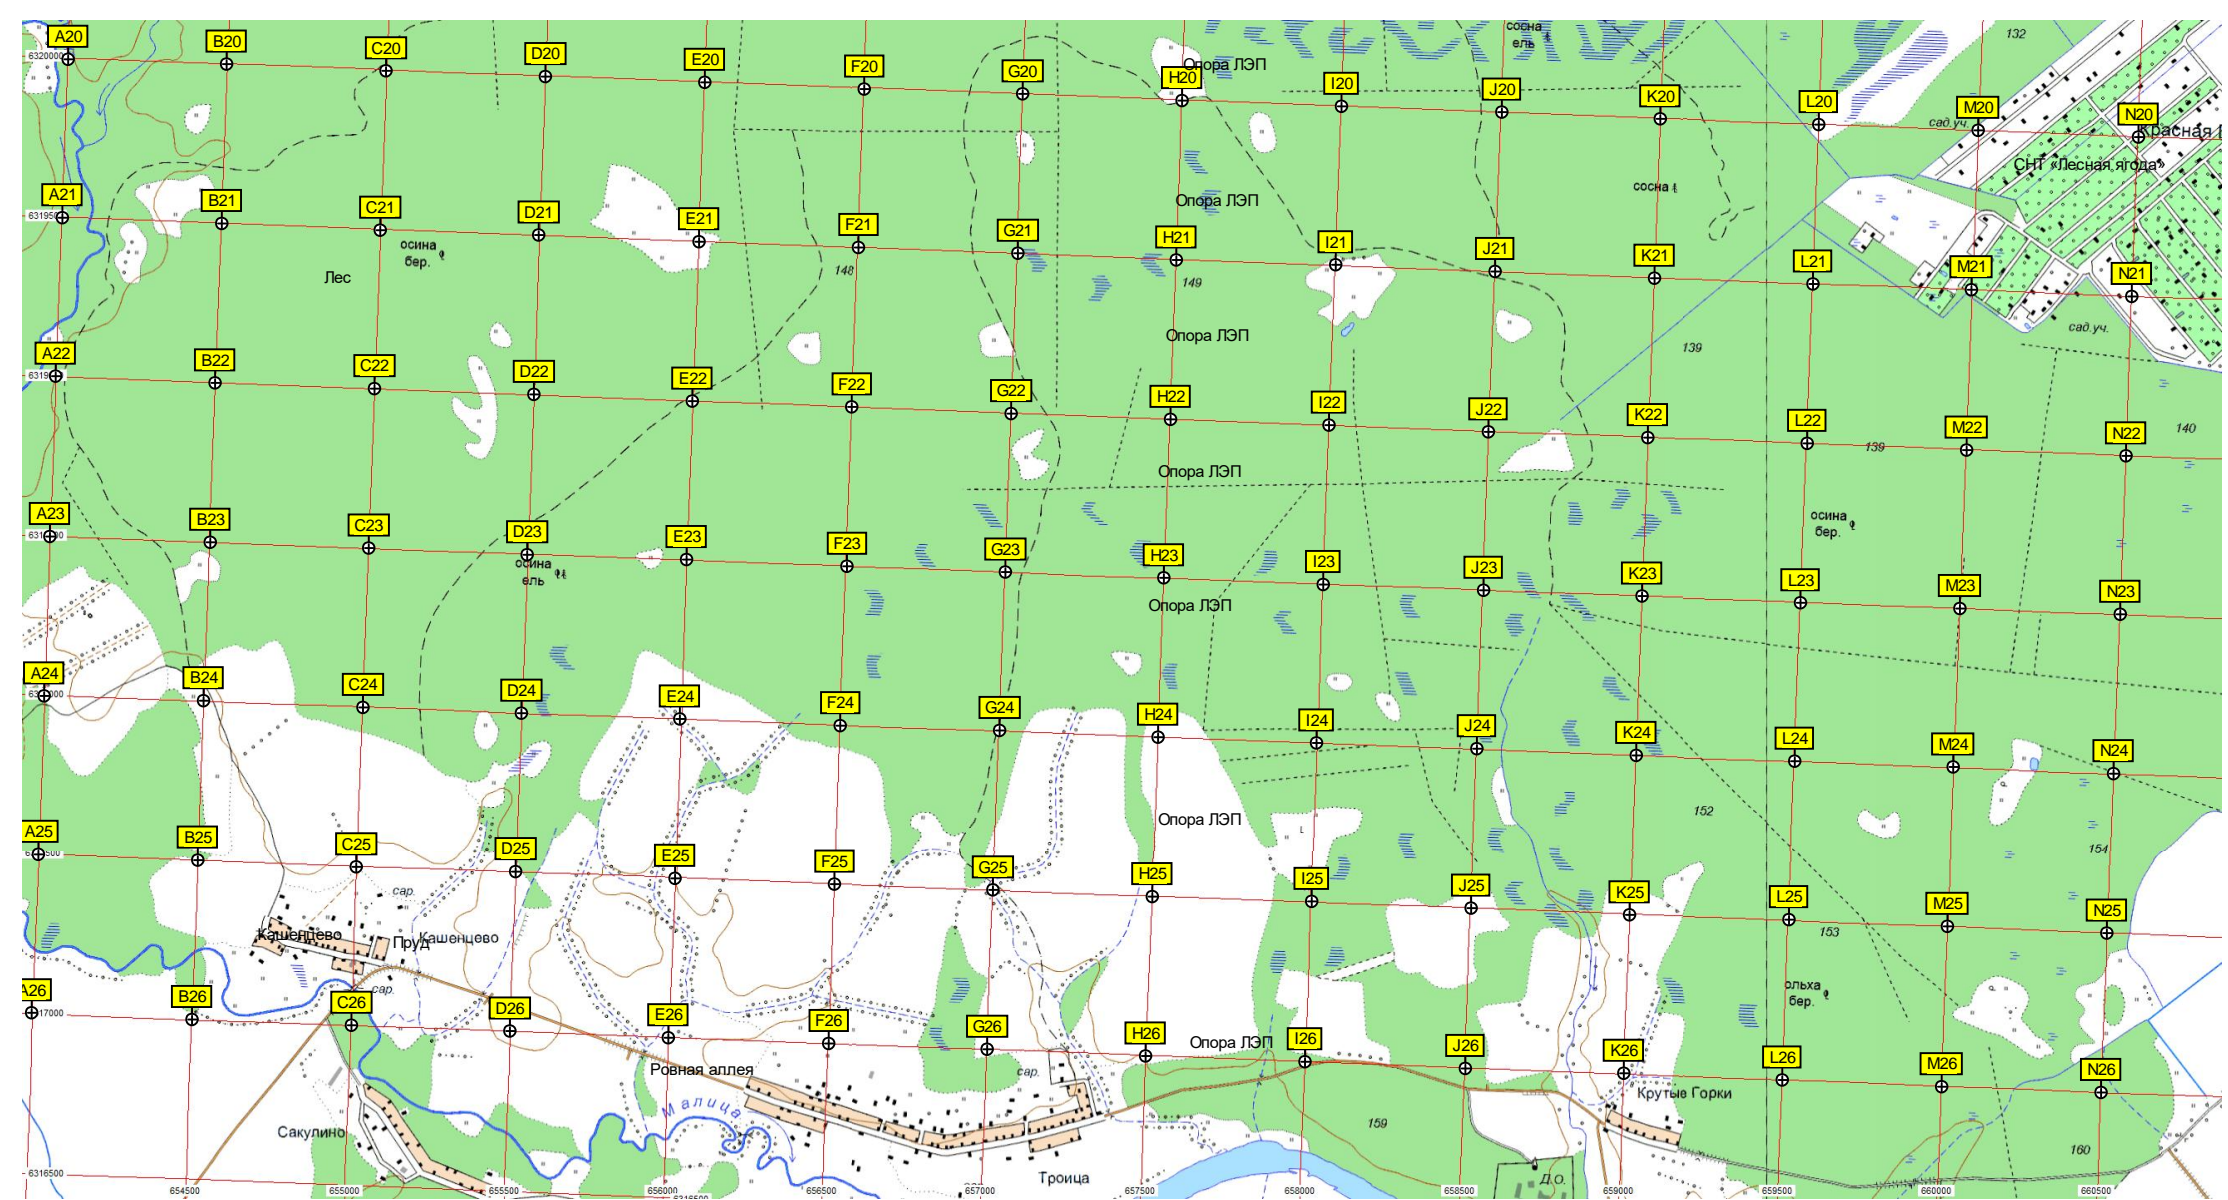 A20
B20
C20
D20
E20
F20
G20
H20
Опора ЛЭП
I20
J20
K20
L20
M20
N20
сосна
ель
132
6320000
сад.уч.
Красная
СНТ «Лесная ягода»
сосна
A21
B21
C21
D21
E21
F21
G21
H21
I21
J21
K21
L21
M21
N21
Опора ЛЭП
осина
бер.
Лес
148
149
сад.уч.
Опора ЛЭП
139
A22
B22
C22
D22
E22
F22
G22
H22
I22
J22
K22
L22
M22
N22
139
140
Опора ЛЭП
A23
B23
C23
D23
E23
F23
G23
H23
I23
J23
K23
L23
M23
N23
осина
бер.
осина
ель
Опора ЛЭП
A24
B24
C24
D24
E24
F24
G24
H24
I24
J24
K24
L24
M24
N24
Опора ЛЭП
152
154
A25
B25
C25
D25
E25
F25
G25
H25
I25
J25
K25
L25
M25
N25
сар.
153
Кашенцево
Пруд
Кашенцево
сар.
ольха
бер.
A26
B26
C26
D26
E26
F26
G26
H26
I26
J26
K26
L26
M26
N26
17000
Опора ЛЭП
Ровная аллея
сар.
Крутые Горки
Малица
Сакулино
159
160
Троица
Д.О.
6316500
654500
655000
655500
656000
656500
657000
657500
658000
658500
659000
659500
660000
660500